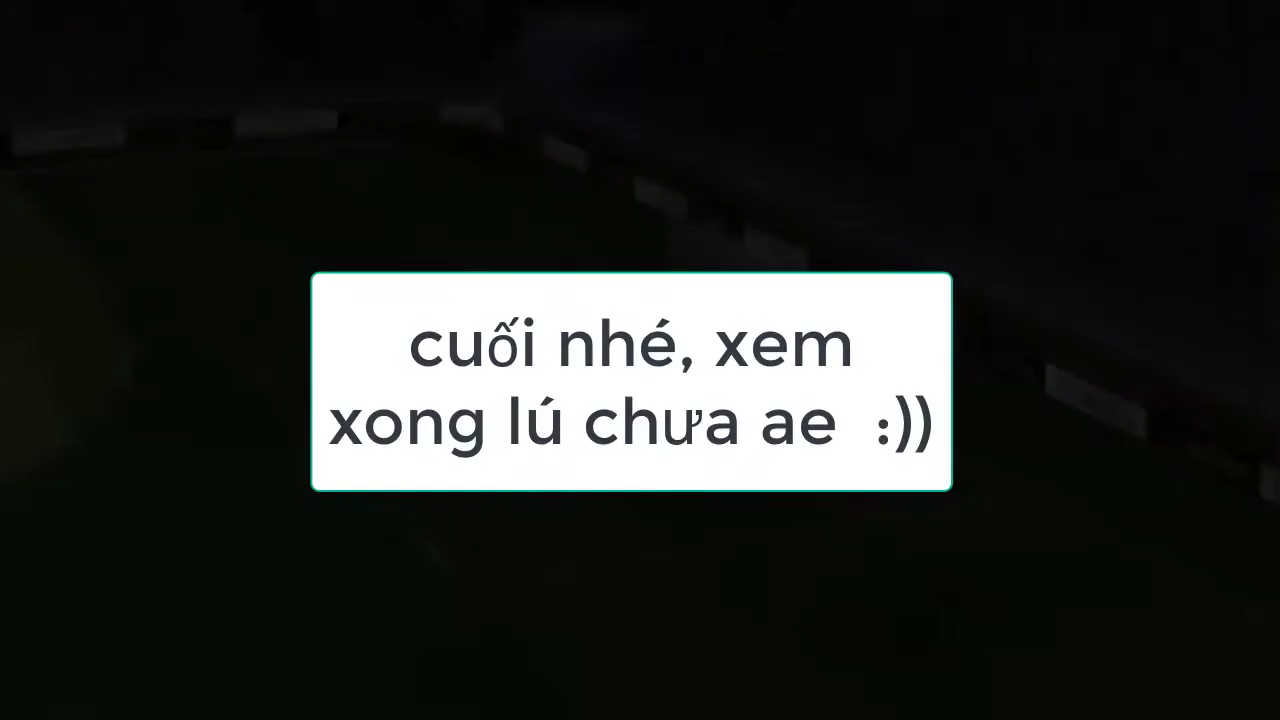 cuối nhé, xem
xong lú chưa ae  :))